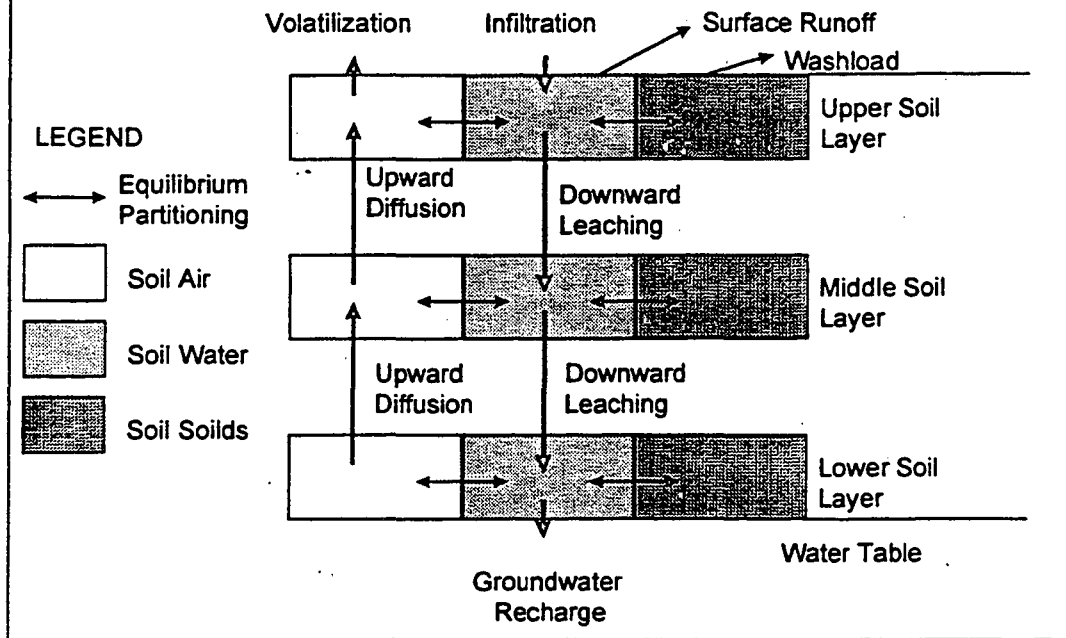 Volatilization
Infiltration
Surface Runoff
Washload
Upper Soil
Layer
LEGEND
Equilibrium
Partitioning
Upward
Diffusion
Downward
Leaching
Soil Air
Middle Soil
Layer
Soil Water
Upward
Diffusion
Downward
Leaching
Soil Soilds
Lower Soil
Layer
Water Table
Groundwater
Recharge